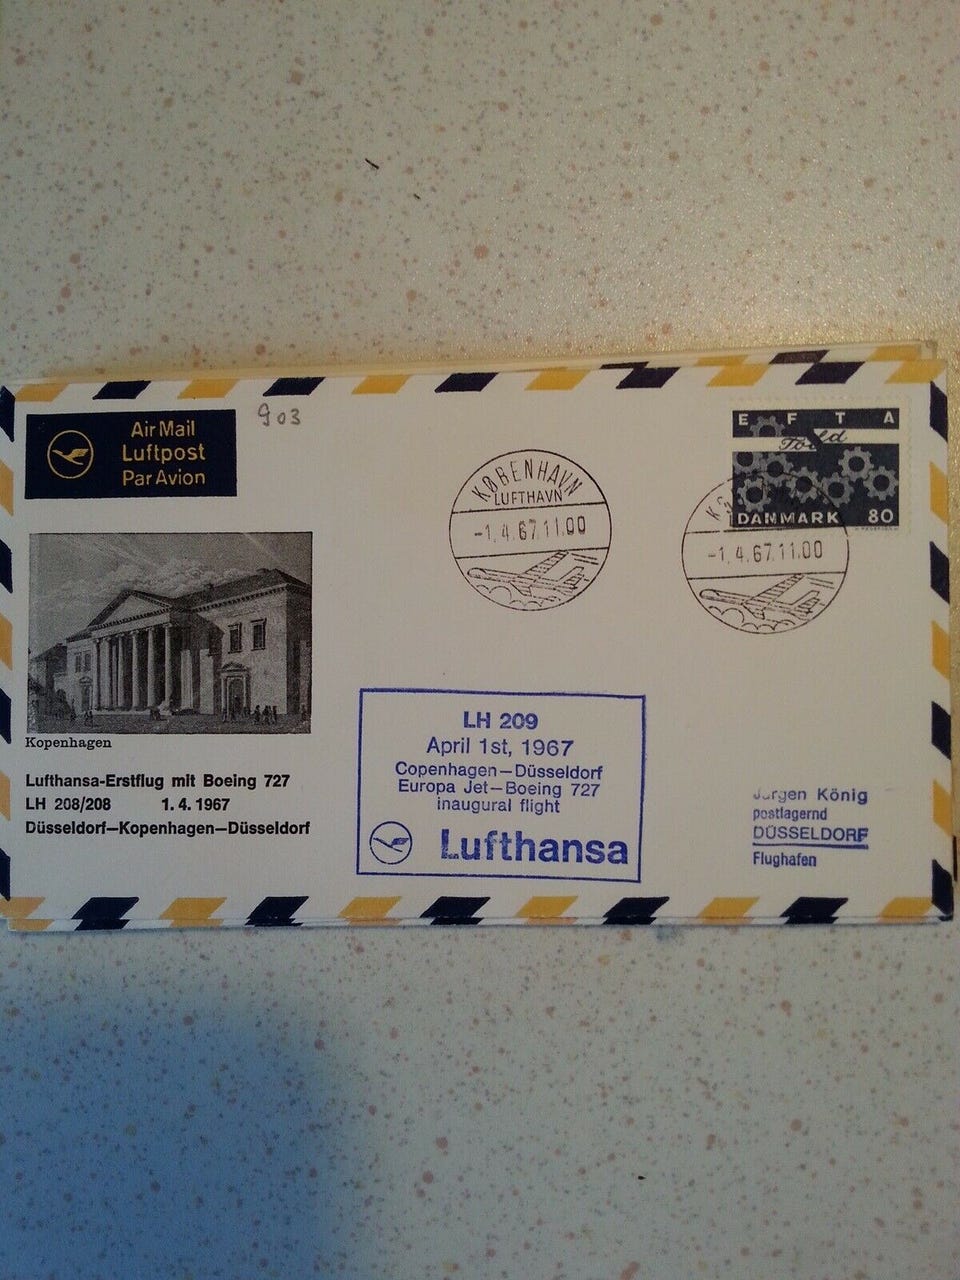 Air Mail
Luftpost
Par Avion
903
EFTA
Told
DANMARK 80
KØBENHAVN
LUFTHAVN
-1.4.67.11.00
-1.4.67.11.00
Kopenhagen
Lufthansa-Erstflug mit Boeing 727
LH 208/208 1. 4. 1967
Düsseldorf—Kopenhagen—Düsseldorf
LH 209
April 1st, 1967
Copenhagen—Düsseldorf
Europa Jet—Boeing 727
inaugural flight
Lufthansa
Jürgen König
postlagernd
DÜSSELDORF
Flughafen